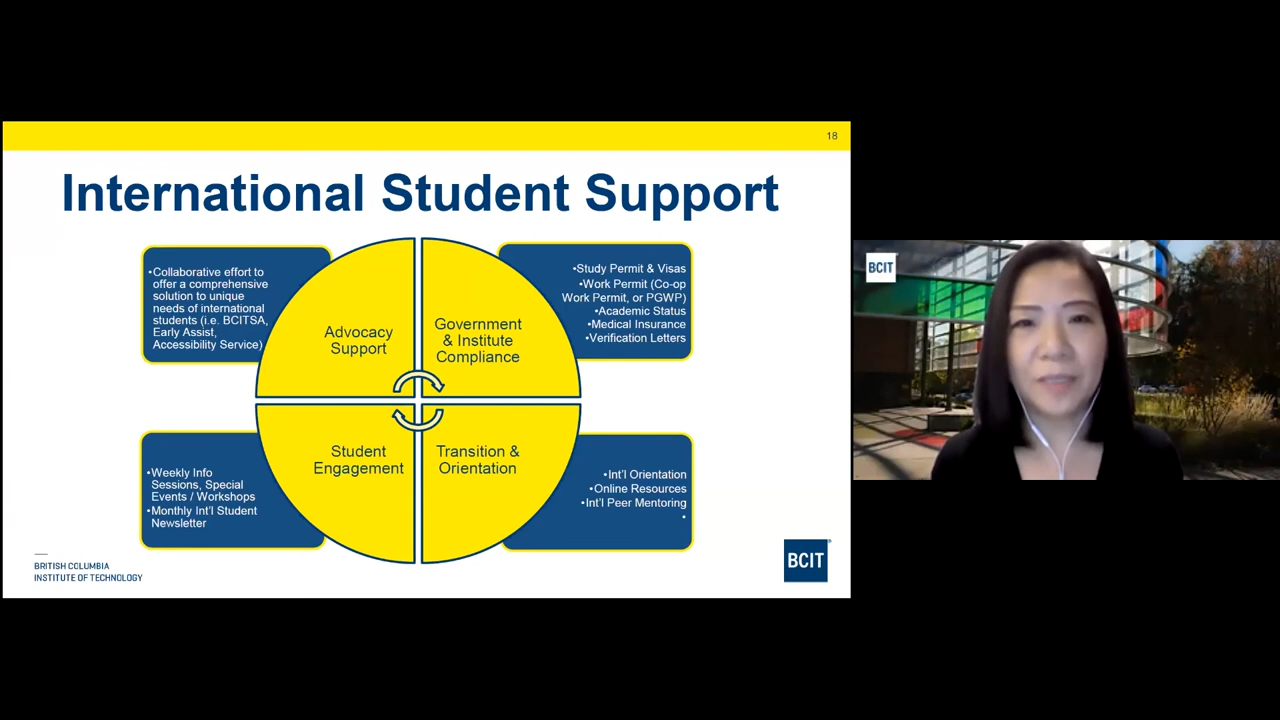 18
International Student Support
•Collaborative effort to
offer a comprehensive
solution to unique
needs of international
students (i.e. BCITSA,
Early Assist,
Accessibility Service)
Advocacy
Support
Government
& Institute
Compliance
•Study Permit & Visas
•Work Permit (Co-op
Work Permit, or PGWP)
•Academic Status
•Medical Insurance
•Verification Letters
•Weekly Info
Sessions, Special
Events / Workshops
•Monthly Int'l Student
Newsletter
Student
Engagement
Transition &
Orientation
•Int'l Orientation
•Online Resources
•Int'l Peer Mentoring
•
BRITISH COLUMBIA
INSTITUTE OF TECHNOLOGY
BCIT®
BCIT